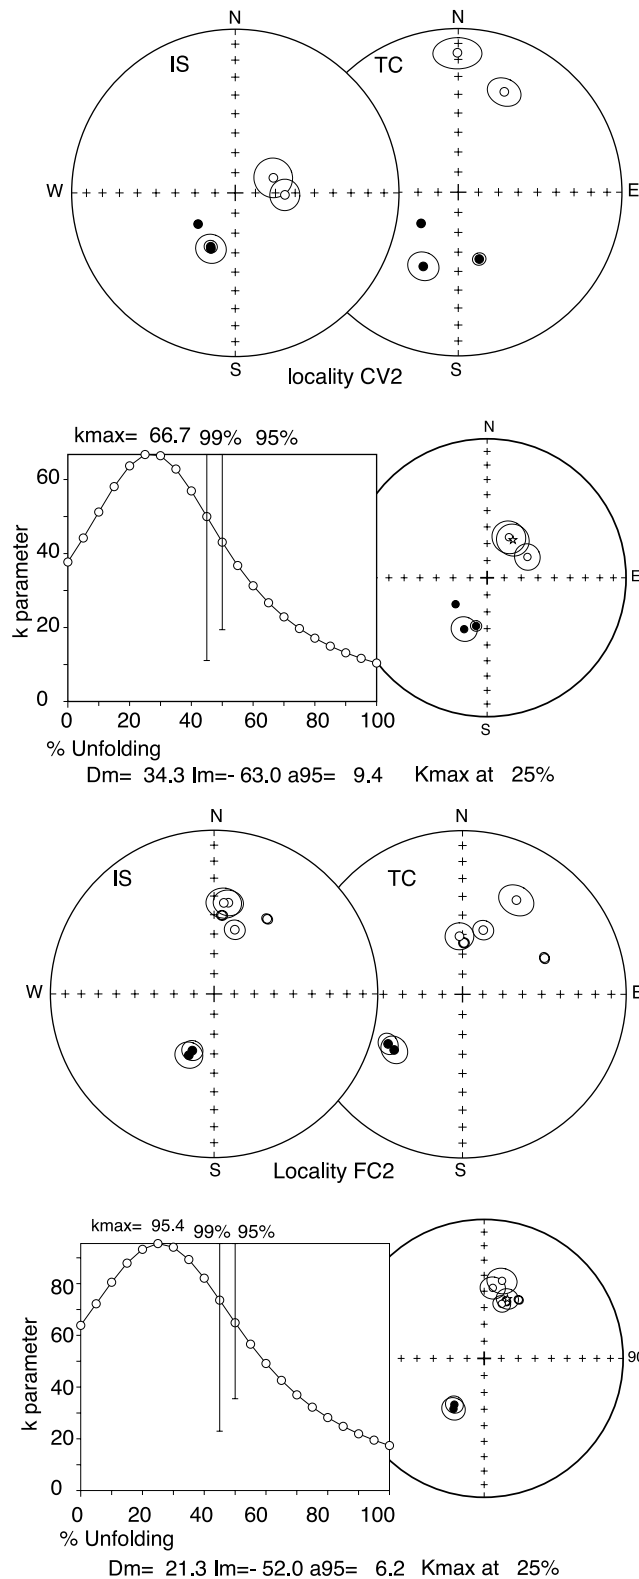 N N
IS TC
W E
S S
locality CV2
kmax= 66.7 99% 95%
N
60
40
20
0
k parameter
E
S
0 20 40 60 80 100
% Unfolding
Dm= 34.3 Im=- 63.0 a95= 9.4 Kmax at 25%
N N
IS TC
W E
S S
Locality FC2
kmax= 95.4 99% 95%
80
60
40
20
0
k parameter
90
0 20 40 60 80 100
% Unfolding
Dm= 21.3 Im=- 52.0 a95= 6.2 Kmax at 25%